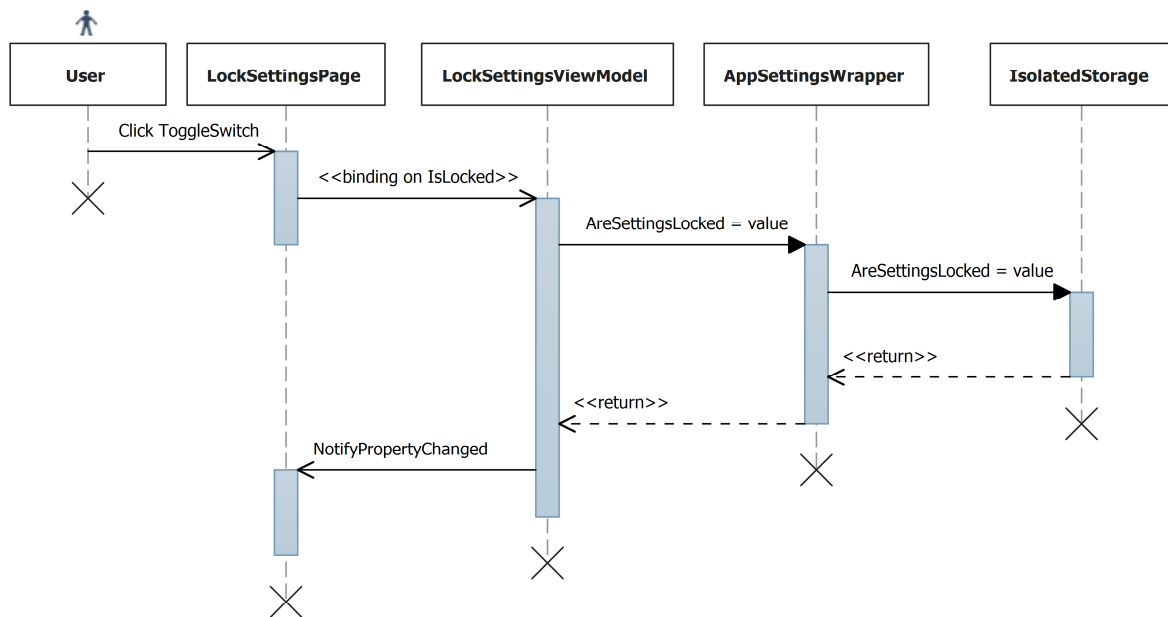 User
LockSettingsPage
LockSettingsViewModel
AppSettingsWrapper
IsolatedStorage
Click ToggleSwitch
<<binding on IsLocked>>
AreSettingsLocked = value
AreSettingsLocked = value
<<return>>
<<return>>
NotifyPropertyChanged